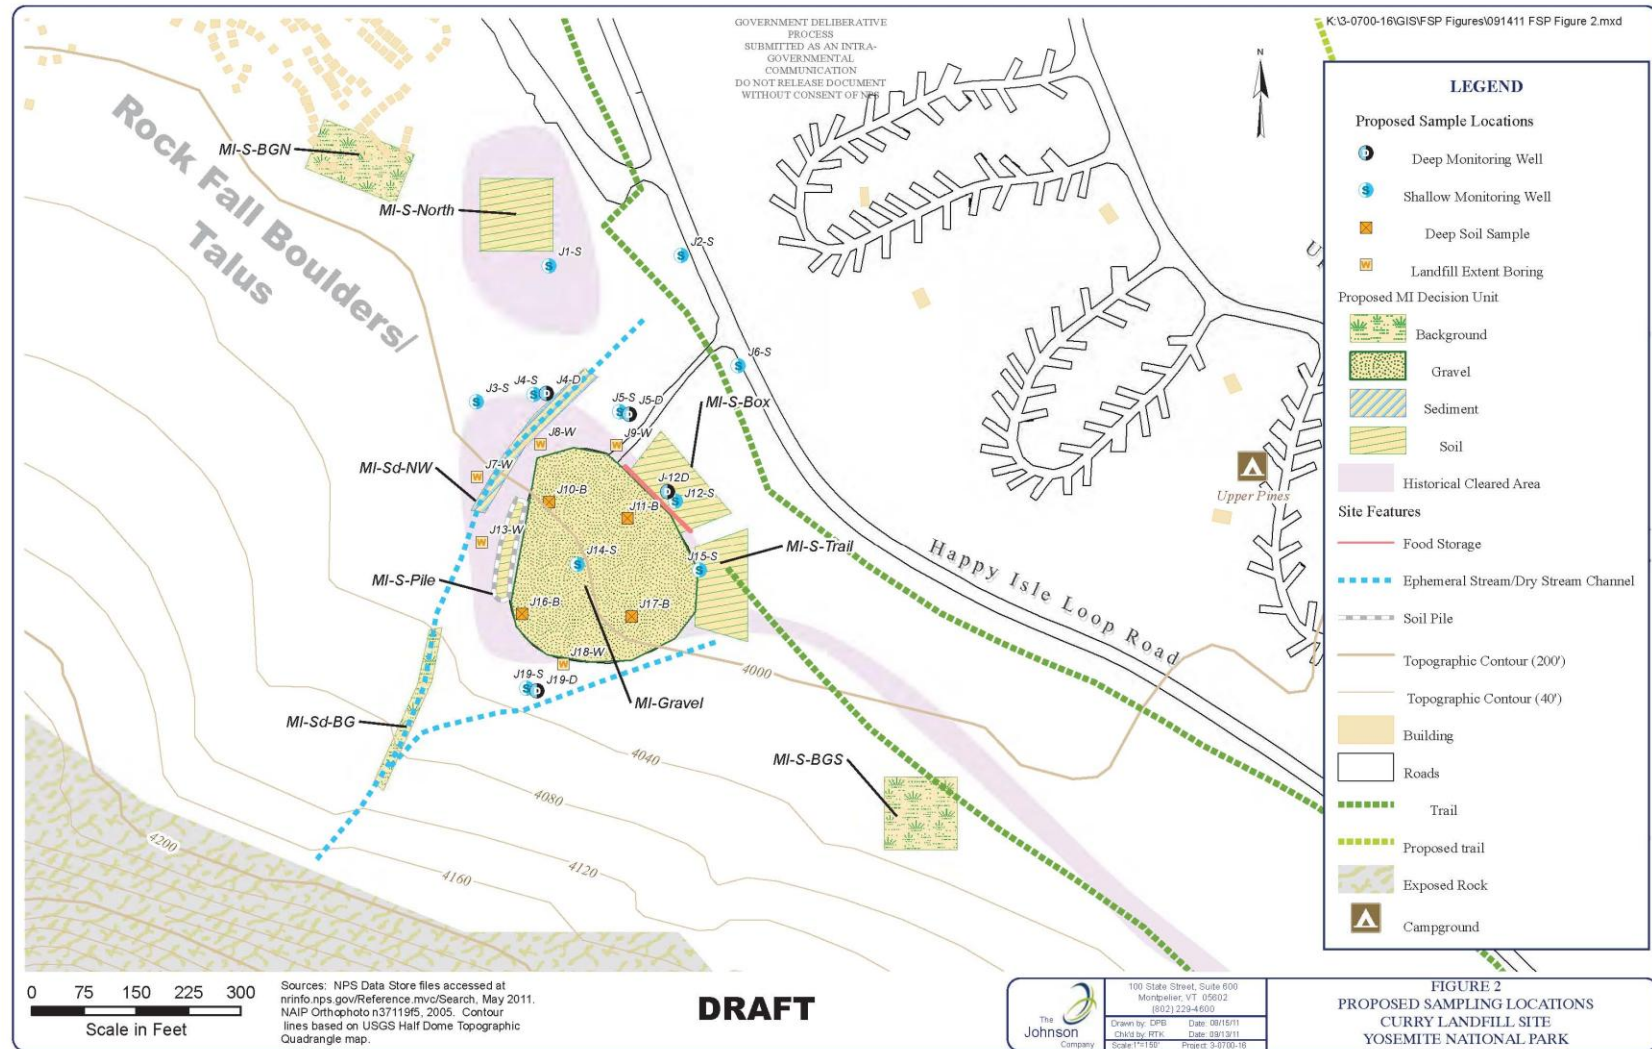 GOVERNMENT DELIBERATIVE
PROCESS
SUBMITTED AS AN INTRA-
GOVERNMENTAL
COMMUNICATION
DO NOT RELEASE DOCUMENT
WITHOUT CONSENT OF NPS
K:\3-0700-16\GIS\FSP Figures\091411 FSP Figure 2.mxd
N
Rock Fall Boulders/
Talus
MI-S-BGN
MI-S-North
J1-S
J2-S
J6-S
J3-S
J4-S
J4-D
J5-S
J5-D
MI-S-Box
J8-W
J9-W
MI-Sd-NW
J7-W
J-12D
J12-S
J10-B
J11-B
J13-W
J14-S
J15-S
MI-S-Trail
MI-S-Pile
J16-B
J17-B
J18-W
J19-S
J19-D
MI-Gravel
MI-Sd-BG
MI-S-BGS
Happy Isle Loop Road
Upper Pines
4000
4040
4080
4120
4160
4200
LEGEND
Proposed Sample Locations
D Deep Monitoring Well
S Shallow Monitoring Well
Deep Soil Sample
W Landfill Extent Boring
Proposed MI Decision Unit
Background
Gravel
Sediment
Soil
Historical Cleared Area
Site Features
Food Storage
Ephemeral Stream/Dry Stream Channel
Soil Pile
Topographic Contour (200')
Topographic Contour (40')
Building
Roads
Trail
Proposed trail
Exposed Rock
Campground
0 75 150 225 300
Scale in Feet
Sources: NPS Data Store files accessed at
nrinfo.nps.gov/Reference.mvc/Search, May 2011.
NAIP Orthophoto n37119f5, 2005. Contour
lines based on USGS Half Dome Topographic
Quadrangle map.
DRAFT
The
Johnson
Company
100 State Street, Suite 600
Montpelier, VT 05602
(802) 229-4600
Drawn by: DPB Date: 08/15/11
Chk'd by: RTK Date: 09/13/11
Scale:1"=150' Project: 3-0700-16
FIGURE 2
PROPOSED SAMPLING LOCATIONS
CURRY LANDFILL SITE
YOSEMITE NATIONAL PARK